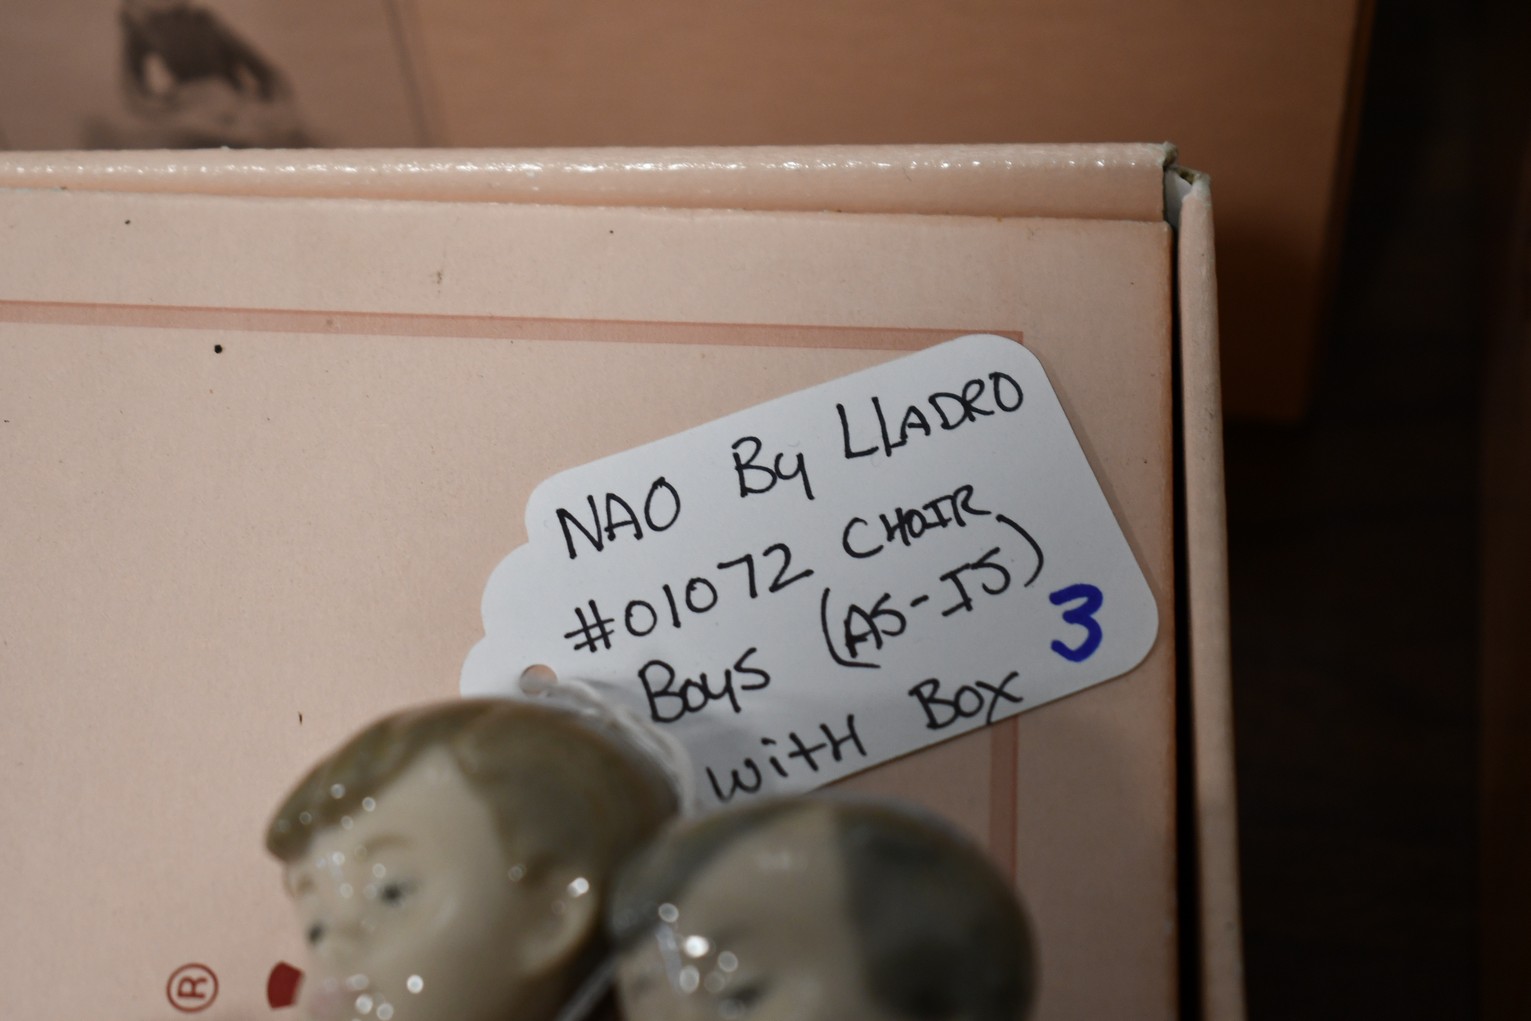 NAO By LLADRO
#01072 CHOIR
Boys (AS-IS)
with Box
3
®